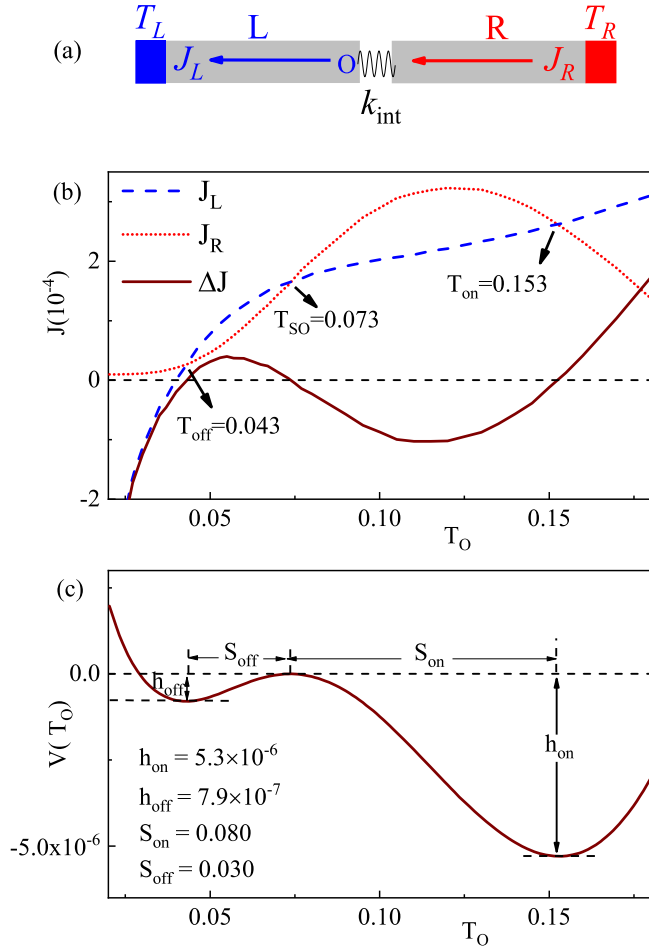 (a)
T_L
L
R
T_R
J_L
O
J_R
k_int
(b)
J_L
J_R
ΔJ
J(10^-4)
2
0
-2
T_on=0.153
T_SO=0.073
T_off=0.043
0.05
0.10
0.15
T_O
(c)
V(T_O)
0.0
-5.0x10^-6
S_off
S_on
h_off
h_on
h_on = 5.3×10^-6
h_off = 7.9×10^-7
S_on = 0.080
S_off = 0.030
0.05
0.10
0.15
T_O